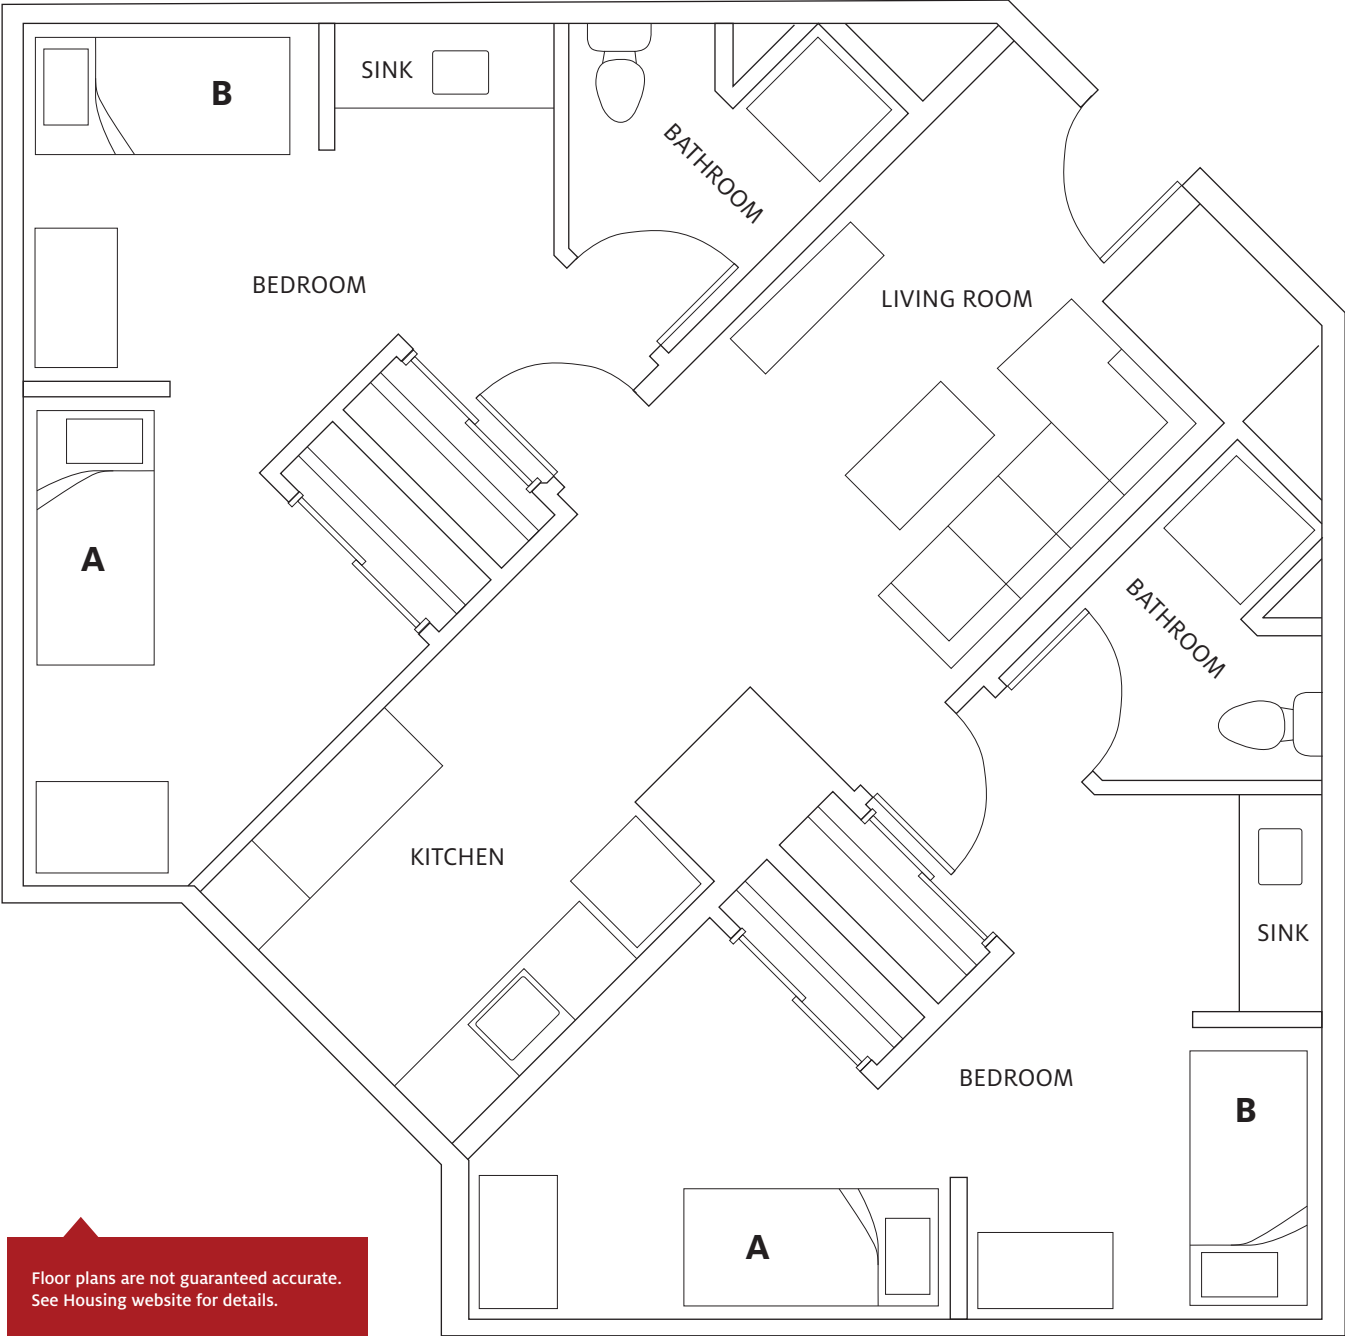 B
SINK
BATHROOM
BEDROOM
LIVING ROOM
A
BATHROOM
KITCHEN
SINK
BEDROOM
B
A
Floor plans are not guaranteed accurate.
See Housing website for details.